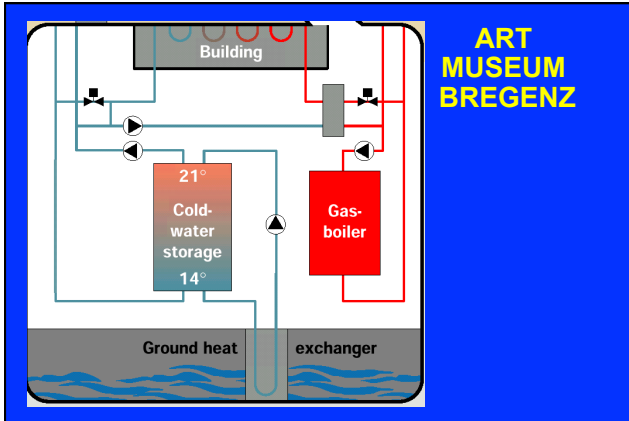 ART
MUSEUM
BREGENZ
Building
21°
Cold-
water
storage
14°
Gas-
boiler
Ground heat exchanger